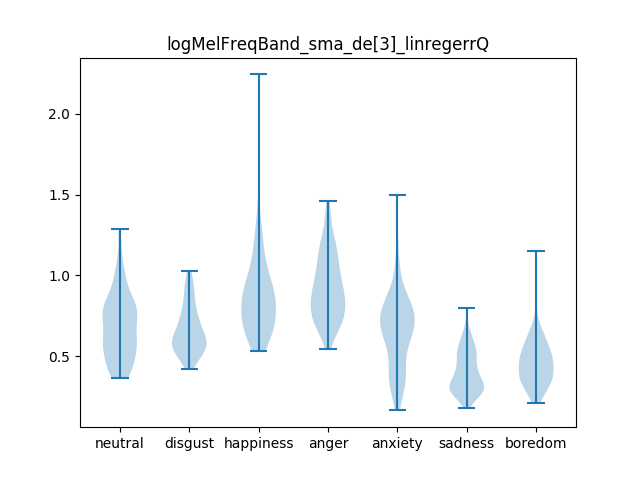 logMelFreqBand_sma_de[3]_linregerrQ
2.0
1.5
1.0
0.5
neutral disgust happiness anger anxiety sadness boredom